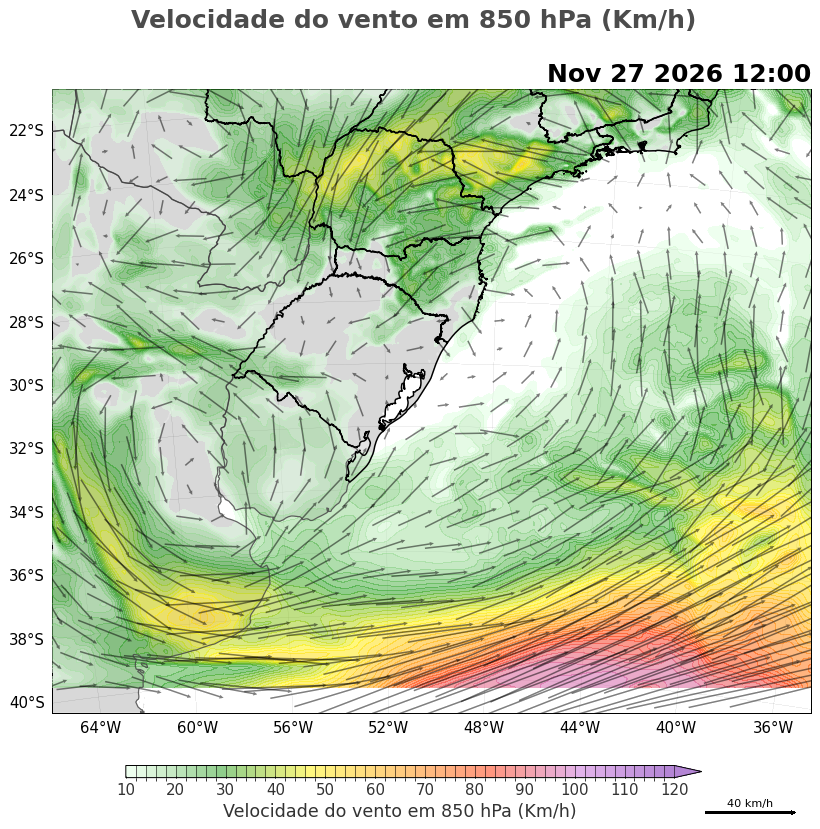 Velocidade do vento em 850 hPa (Km/h)
Nov 27 2026 12:00
22°S
24°S
26°S
28°S
30°S
32°S
34°S
36°S
38°S
40°S
64°W 60°W 56°W 52°W 48°W 44°W 40°W 36°W
10 20 30 40 50 60 70 80 90 100 110 120
Velocidade do vento em 850 hPa (Km/h)
40 km/h